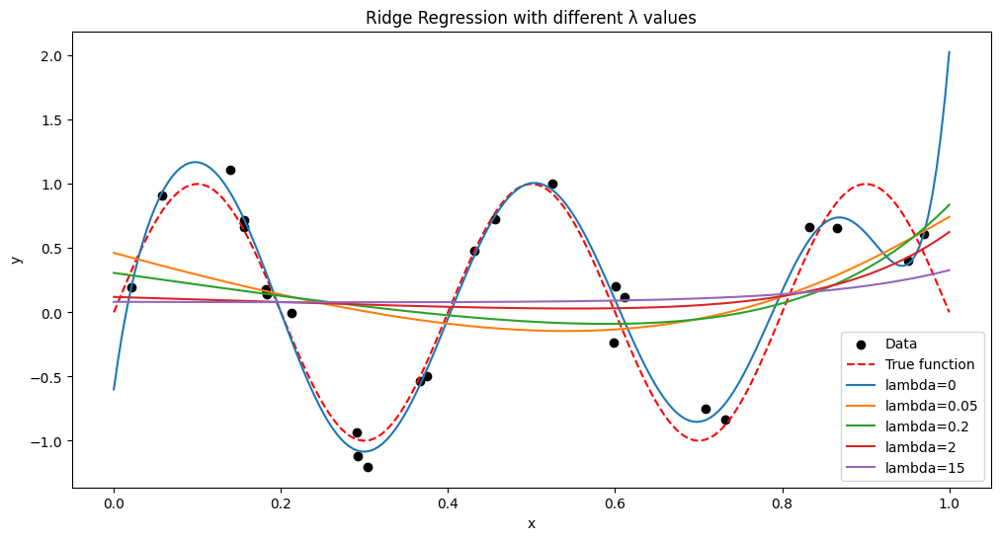 Ridge Regression with different λ values
2.0
1.5
1.0
0.5
0.0
−0.5
−1.0
y
0.0 0.2 0.4 0.6 0.8 1.0
x
Data
True function
lambda=0
lambda=0.05
lambda=0.2
lambda=2
lambda=15